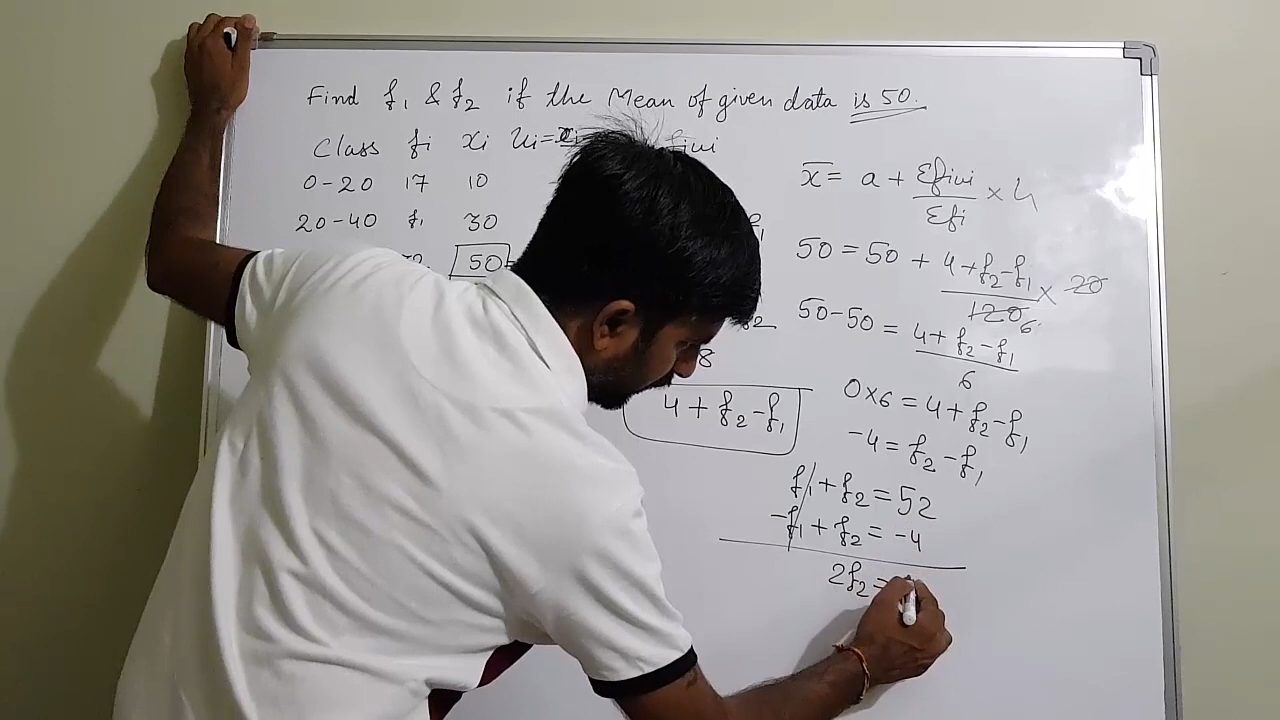 Find f₁ & f₂ if the Mean of given data is 50.
Class fi xi ui= fiui
0-20 17 10
20-40 f₁ 30
50
8
4+f₂-f₁
x̄ = a + Σfiui/Σfi × h
50 = 50 + 4+f₂-f₁/120 × 20
6
50-50 = 4+f₂-f₁/6
0×6 = 4+f₂-f₁
-4 = f₂-f₁
f₁+f₂ = 52
-f₁+f₂ = -4
2f₂ =